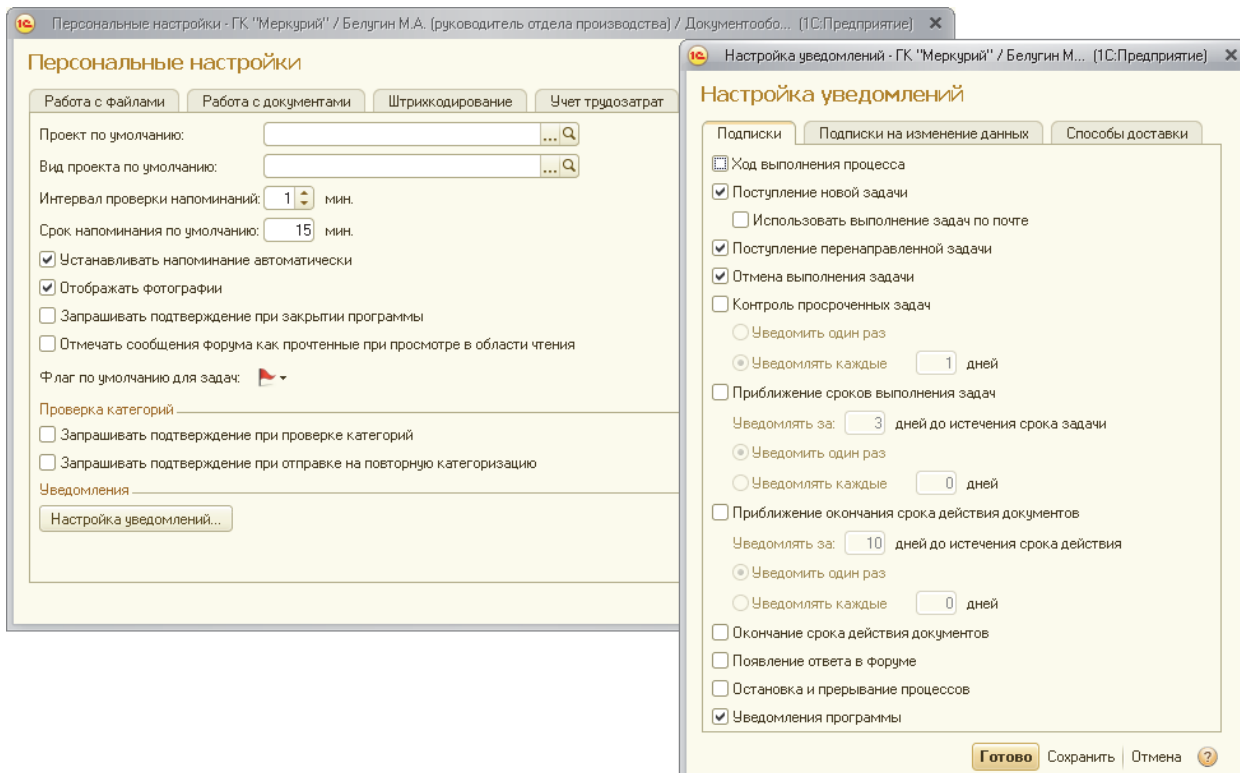 Персональные настройки - ГК "Меркурий" / Белугин М.А. (руководитель отдела производства) / Документообо... (1С:Предприятие)
Персональные настройки
Работа с файлами
Работа с документами
Штрихкодирование
Учет трудозатрат
Проект по умолчанию:
...
Вид проекта по умолчанию:
...
Интервал проверки напоминаний: 1 мин.
Срок напоминания по умолчанию: 15 мин.
Устанавливать напоминание автоматически
Отображать фотографии
Запрашивать подтверждение при закрытии программы
Отмечать сообщения форума как прочтенные при просмотре в области чтения
Флаг по умолчанию для задач:
Проверка категорий
Запрашивать подтверждение при проверке категорий
Запрашивать подтверждение при отправке на повторную категоризацию
Уведомления
Настройка уведомлений...
Настройка уведомлений - ГК "Меркурий" / Белугин М... (1С:Предприятие)
Настройка уведомлений
Подписки
Подписки на изменение данных
Способы доставки
Ход выполнения процесса
Поступление новой задачи
Использовать выполнение задач по почте
Поступление перенаправленной задачи
Отмена выполнения задачи
Контроль просроченных задач
Уведомить один раз
Уведомлять каждые 1 дней
Приближение сроков выполнения задач
Уведомлять за: 3 дней до истечения срока задачи
Уведомить один раз
Уведомлять каждые 0 дней
Приближение окончания срока действия документов
Уведомлять за: 10 дней до истечения срока действия
Уведомить один раз
Уведомлять каждые 0 дней
Окончание срока действия документов
Появление ответа в форуме
Остановка и прерывание процессов
Уведомления программы
Готово
Сохранить
Отмена
?